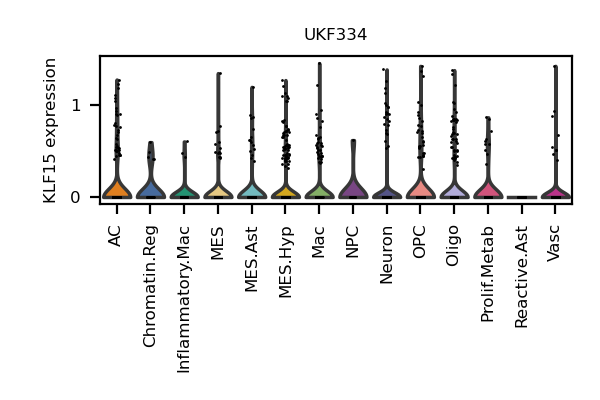 UKF334
KLF15 expression
1
0
AC
Chromatin.Reg
Inflammatory.Mac
MES
MES.Ast
MES.Hyp
Mac
NPC
Neuron
OPC
Oligo
Prolif.Metab
Reactive.Ast
Vasc